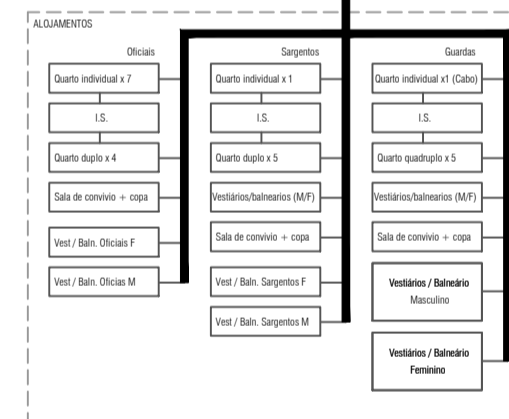 ALOJAMENTOS
Oficiais
Quarto individual x 7
I.S.
Quarto duplo x 4
Sala de convivio + copa
Vest / Baln. Oficiais F
Vest / Baln. Oficias M
Sargentos
Quarto individual x 1
I.S.
Quarto duplo x 5
Vestiários/balnearios (M/F)
Sala de convivio + copa
Vest / Baln. Sargentos F
Vest / Baln. Sargentos M
Guardas
Quarto individual x1 (Cabo)
I.S.
Quarto quadruplo x 5
Vestiários/balnearios (M/F)
Sala de convivio + copa
Vestiários / Balneário
Masculino
Vestiários / Balneário
Feminino